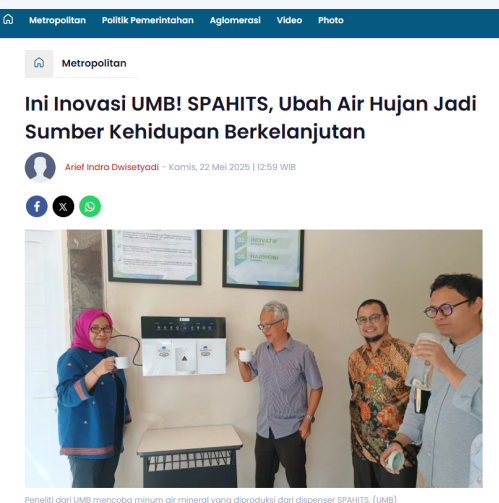 Metropolitan Politik Pemerintahan Aglomerasi Video Photo
Metropolitan
Ini Inovasi UMB! SPAHITS, Ubah Air Hujan Jadi
Sumber Kehidupan Berkelanjutan
Arief Indra Dwisetyadi - Kamis, 22 Mei 2025 | 12:59 WIB
INOVATIF
HARMONI
Peneliti dari UMB mencoba minum air mineral yang diproduksi dari dispenser SPAHITS. (UMB)